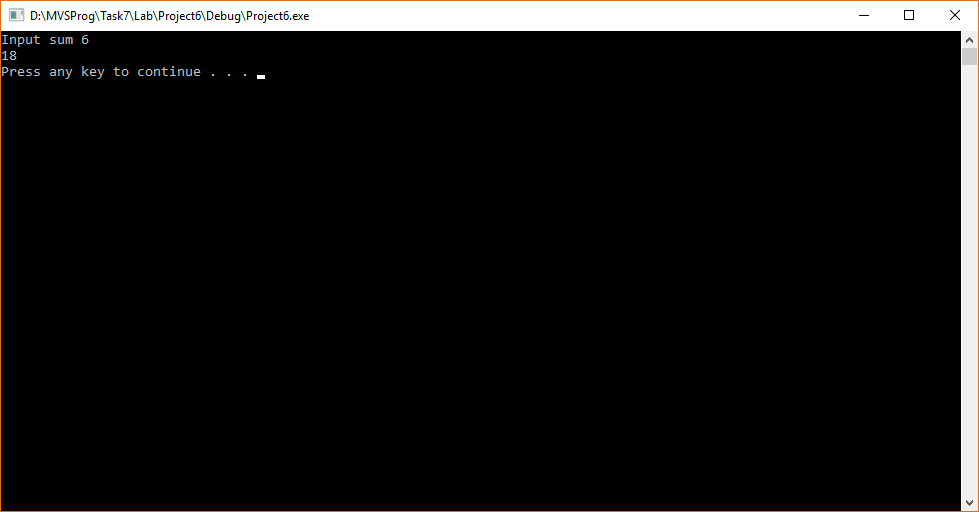 D:\MVSProg\Task7\Lab\Project6\Debug\Project6.exe
Input sum 6
18
Press any key to continue . . .